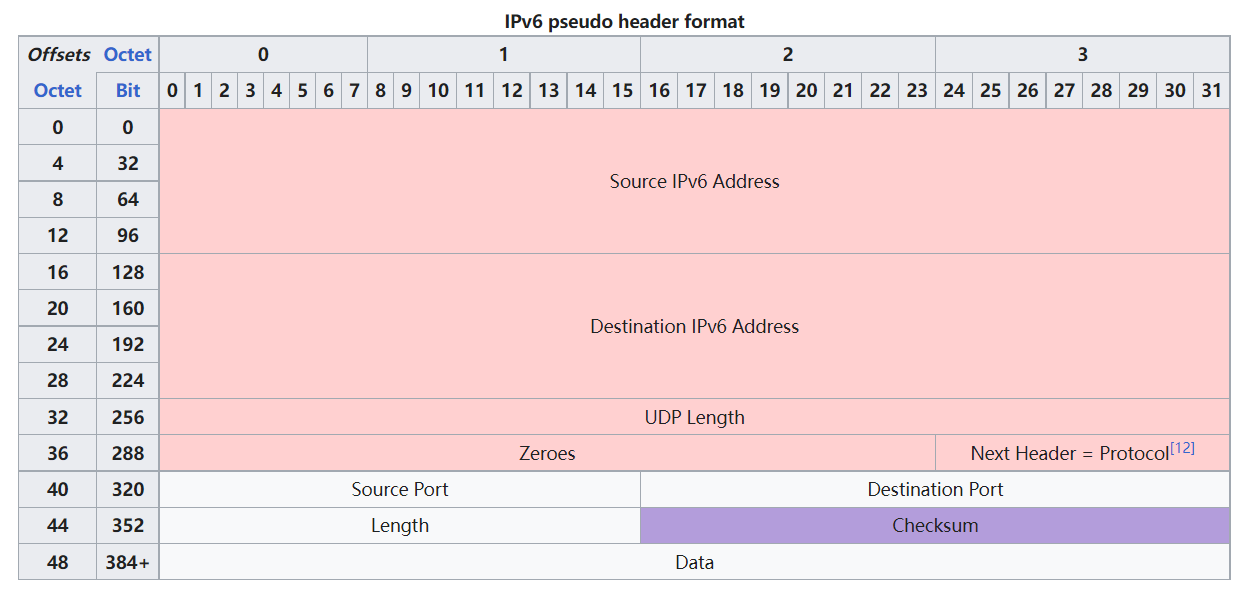 IPv6 pseudo header format
Offsets Octet 0 1 2 3
Octet Bit 0 1 2 3 4 5 6 7 8 9 10 11 12 13 14 15 16 17 18 19 20 21 22 23 24 25 26 27 28 29 30 31
0 0
4 32
Source IPv6 Address
8 64
12 96
16 128
20 160
Destination IPv6 Address
24 192
28 224
32 256 UDP Length
36 288 Zeroes Next Header = Protocol[12]
40 320 Source Port Destination Port
44 352 Length Checksum
48 384+ Data